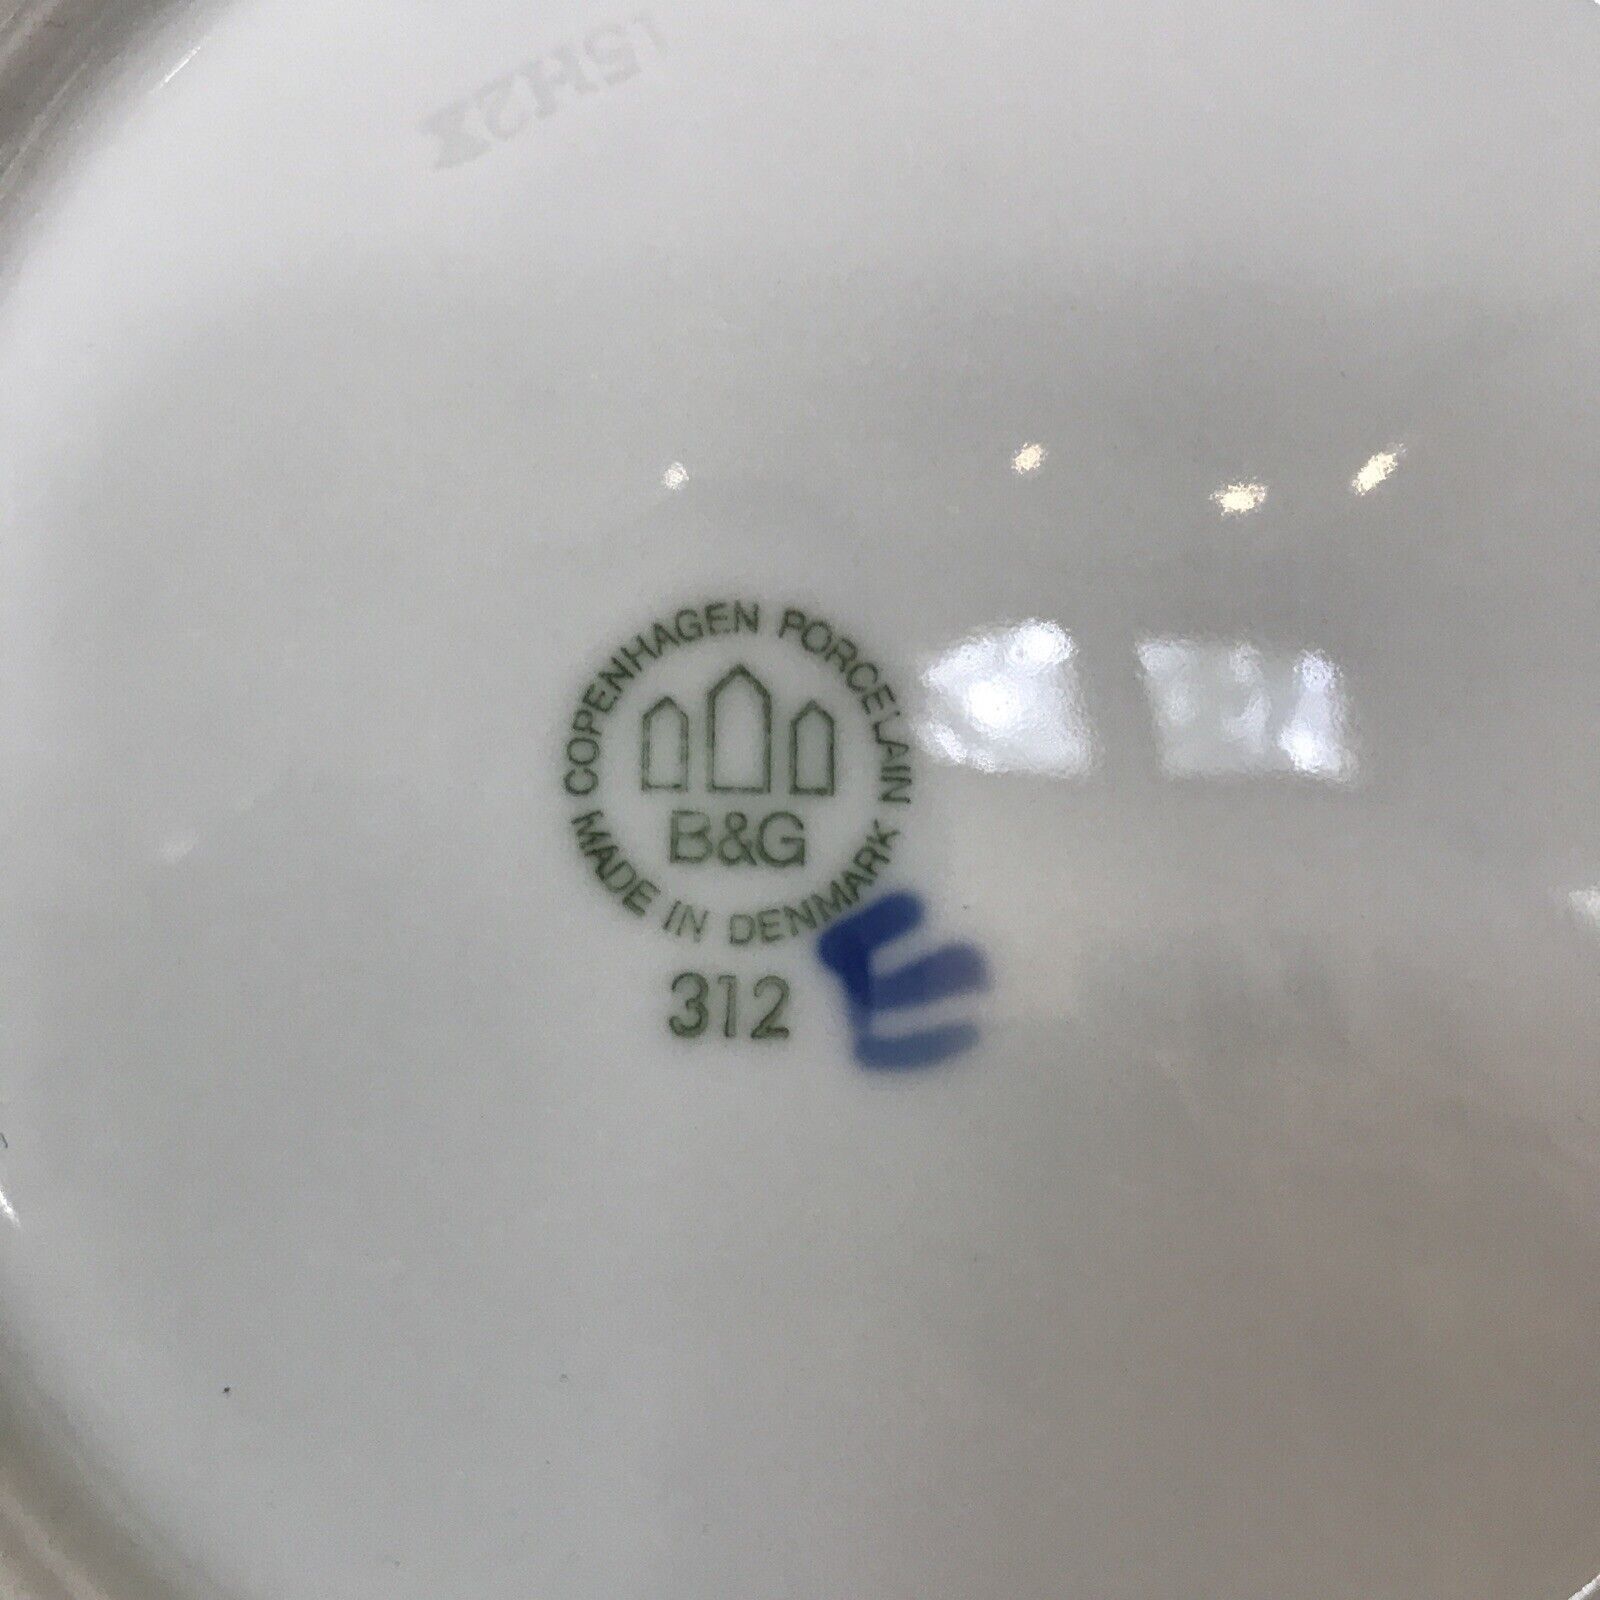 COPENHAGEN PORCELAIN
B&G
MADE IN DENMARK
312
E